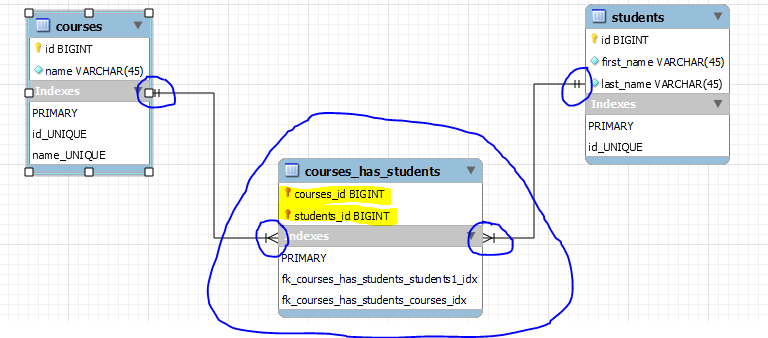 courses
id BIGINT
name VARCHAR(45)
Indexes
PRIMARY
id_UNIQUE
name_UNIQUE
students
id BIGINT
first_name VARCHAR(45)
last_name VARCHAR(45)
Indexes
PRIMARY
id_UNIQUE
courses_has_students
courses_id BIGINT
students_id BIGINT
Indexes
PRIMARY
fk_courses_has_students_students1_idx
fk_courses_has_students_courses_idx